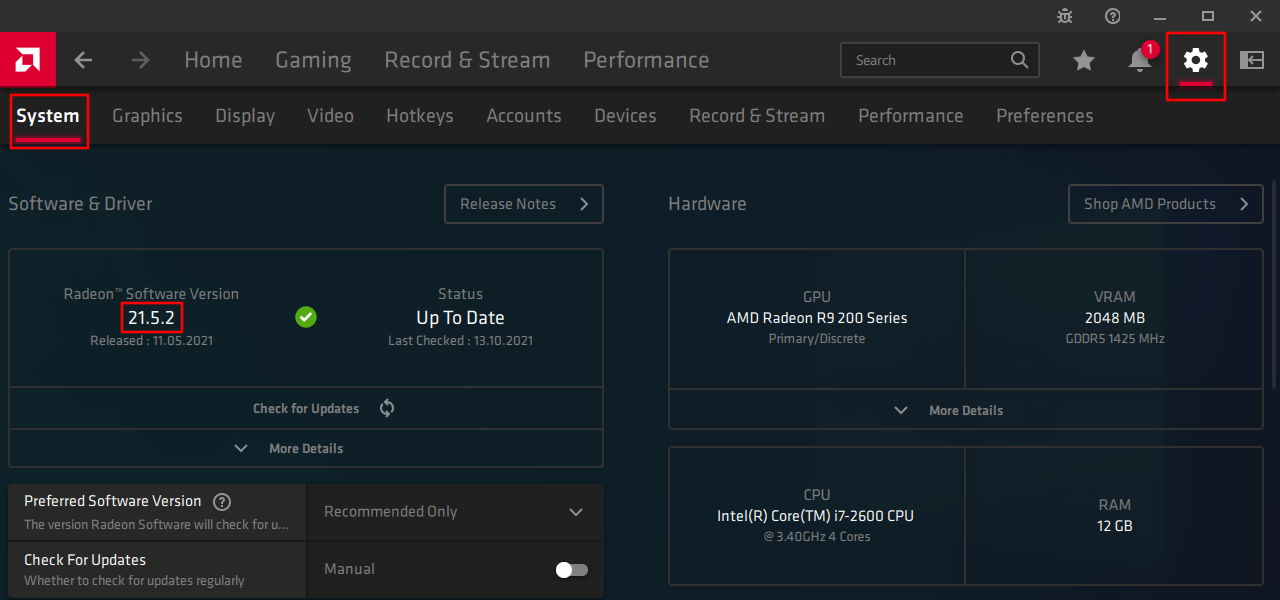 1
Home
Gaming
Record & Stream
Performance
Search
System
Graphics
Display
Video
Hotkeys
Accounts
Devices
Record & Stream
Performance
Preferences
Software & Driver
Release Notes
Radeon™ Software Version
21.5.2
Released : 11.05.2021
Status
Up To Date
Last Checked : 13.10.2021
Check for Updates
More Details
Preferred Software Version
The version Radeon Software will check for u...
Recommended Only
Check For Updates
Whether to check for updates regularly
Manual
Hardware
Shop AMD Products
GPU
AMD Radeon R9 200 Series
Primary/Discrete
VRAM
2048 MB
GDDR5 1425 MHz
More Details
CPU
Intel(R) Core(TM) i7-2600 CPU
@ 3.40GHz 4 Cores
RAM
12 GB